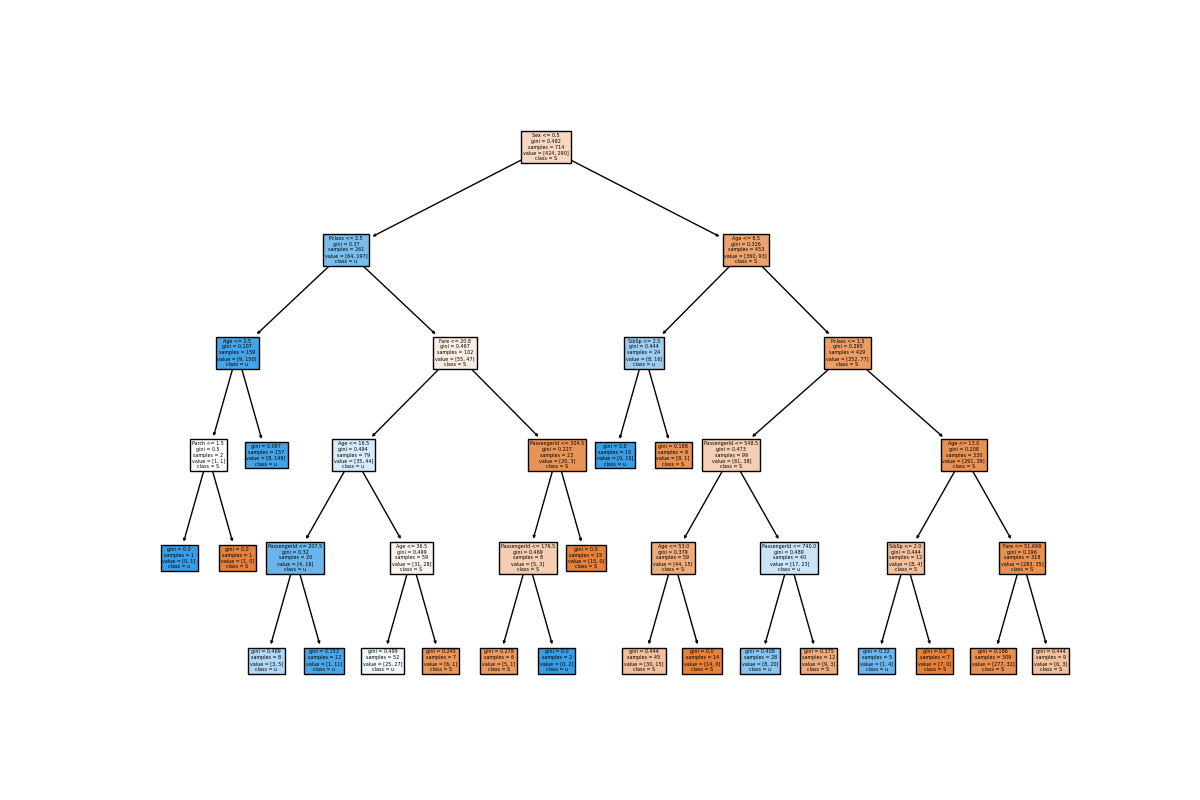 Sex <= 0.5
gini = 0.482
samples = 714
value = [424, 290]
class = S
Pclass <= 2.5
gini = 0.37
samples = 261
value = [64, 197]
class = u
Age <= 6.5
gini = 0.326
samples = 453
value = [360, 93]
class = S
Age <= 2.5
gini = 0.107
samples = 159
value = [9, 150]
class = u
Fare <= 20.8
gini = 0.497
samples = 102
value = [55, 47]
class = S
SibSp <= 2.5
gini = 0.444
samples = 24
value = [8, 16]
class = u
Pclass <= 1.5
gini = 0.295
samples = 429
value = [352, 77]
class = S
Parch <= 1.5
gini = 0.5
samples = 2
value = [1, 1]
class = S
gini = 0.097
samples = 157
value = [8, 149]
class = u
Age <= 16.5
gini = 0.494
samples = 79
value = [35, 44]
class = u
PassengerId <= 304.5
gini = 0.227
samples = 23
value = [20, 3]
class = S
gini = 0.0
samples = 15
value = [0, 15]
class = u
gini = 0.198
samples = 9
value = [8, 1]
class = S
PassengerId <= 548.5
gini = 0.473
samples = 99
value = [61, 38]
class = S
Age <= 13.0
gini = 0.208
samples = 330
value = [291, 39]
class = S
gini = 0.0
samples = 1
value = [0, 1]
class = u
gini = 0.0
samples = 1
value = [1, 0]
class = S
PassengerId <= 207.5
gini = 0.32
samples = 20
value = [4, 16]
class = u
Age <= 36.5
gini = 0.499
samples = 59
value = [31, 28]
class = S
PassengerId <= 176.5
gini = 0.469
samples = 8
value = [5, 3]
class = S
gini = 0.0
samples = 15
value = [15, 0]
class = S
Age <= 53.0
gini = 0.379
samples = 59
value = [44, 15]
class = S
PassengerId <= 740.0
gini = 0.489
samples = 40
value = [17, 23]
class = u
SibSp <= 2.0
gini = 0.444
samples = 12
value = [8, 4]
class = S
Fare <= 51.698
gini = 0.196
samples = 318
value = [283, 35]
class = S
gini = 0.469
samples = 8
value = [3, 5]
class = u
gini = 0.153
samples = 12
value = [1, 11]
class = u
gini = 0.499
samples = 52
value = [25, 27]
class = u
gini = 0.245
samples = 7
value = [6, 1]
class = S
gini = 0.278
samples = 6
value = [5, 1]
class = S
gini = 0.0
samples = 2
value = [0, 2]
class = u
gini = 0.444
samples = 45
value = [30, 15]
class = S
gini = 0.0
samples = 14
value = [14, 0]
class = S
gini = 0.408
samples = 28
value = [8, 20]
class = u
gini = 0.375
samples = 12
value = [9, 3]
class = S
gini = 0.32
samples = 5
value = [1, 4]
class = u
gini = 0.0
samples = 7
value = [7, 0]
class = S
gini = 0.186
samples = 309
value = [277, 32]
class = S
gini = 0.444
samples = 9
value = [6, 3]
class = S